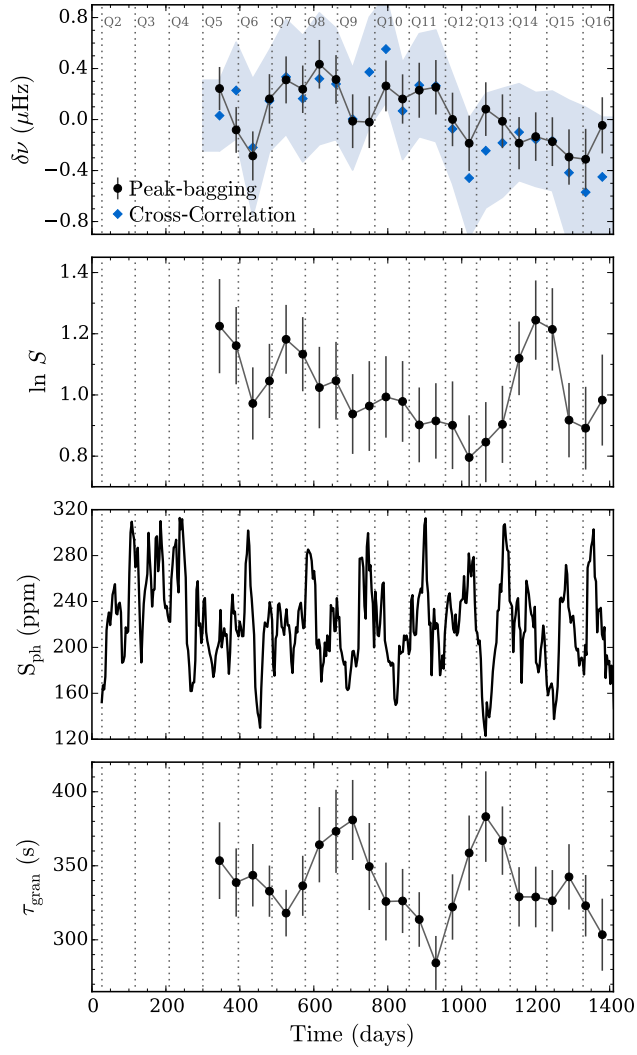 Q2 Q3 Q4 Q5 Q6 Q7 Q8 Q9 Q10 Q11 Q12 Q13 Q14 Q15 Q16
0.8
0.4
0.0
−0.4
−0.8
δν (μHz)
Peak-bagging
Cross-Correlation
1.4
1.2
1.0
0.8
ln S
320
280
240
200
160
120
S_ph (ppm)
400
350
300
τ_gran (s)
0 200 400 600 800 1000 1200 1400
Time (days)